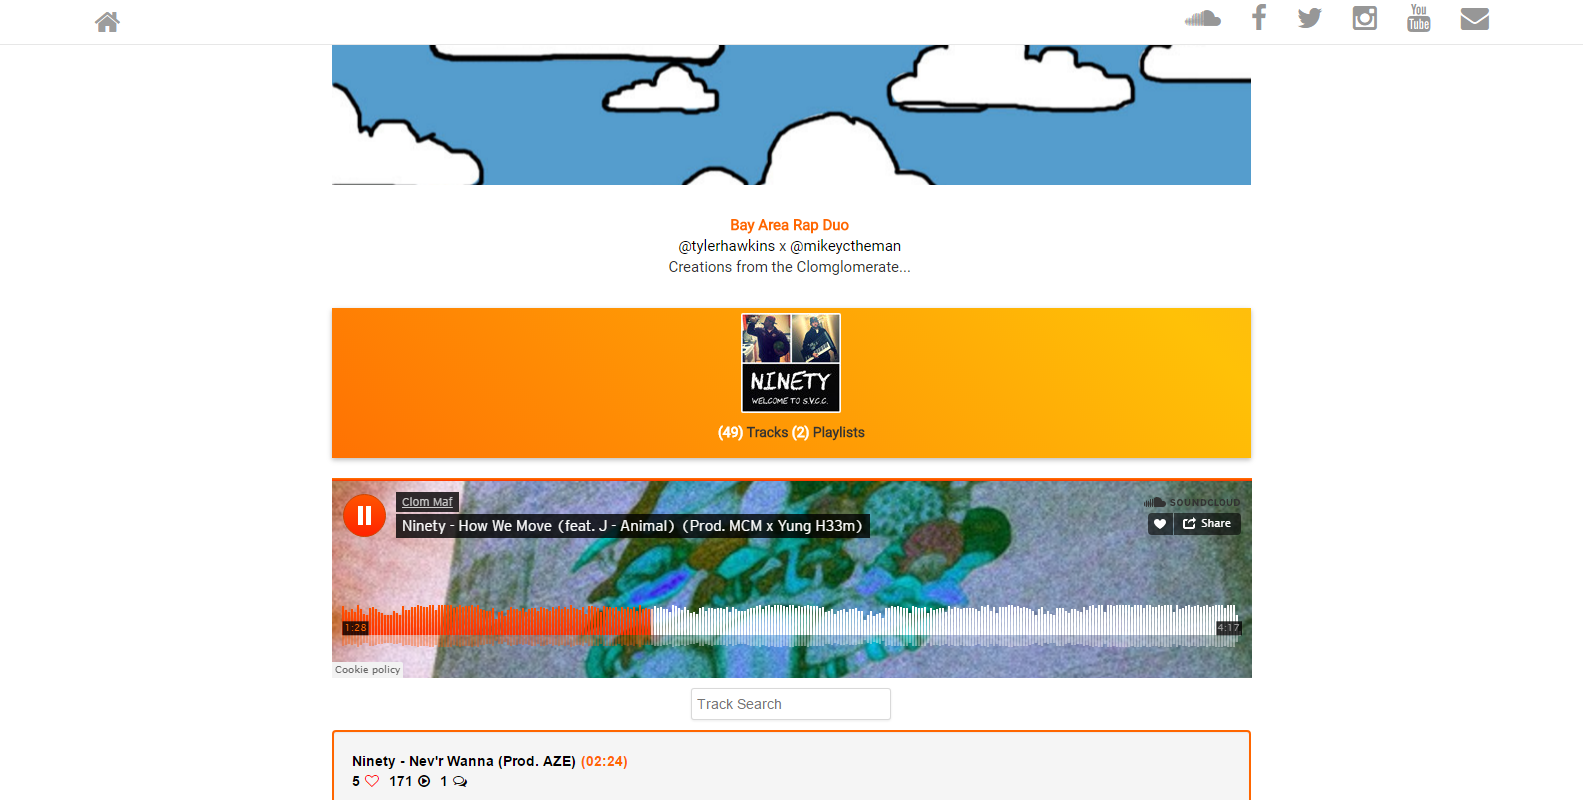 You
Tube
Bay Area Rap Duo
@tylerhawkins x @mikeyctheman
Creations from the Clomglomerate...
NINETY
WELCOME TO S.V.C.C.
(49) Tracks (2) Playlists
Clom Maf
SOUNDCLOUD
Ninety - How We Move (feat. J - Animal) (Prod. MCM x Yung H33m)
Share
1:28
4:17
Cookie policy
Track Search
Ninety - Nev'r Wanna (Prod. AZE) (02:24)
5 171 1